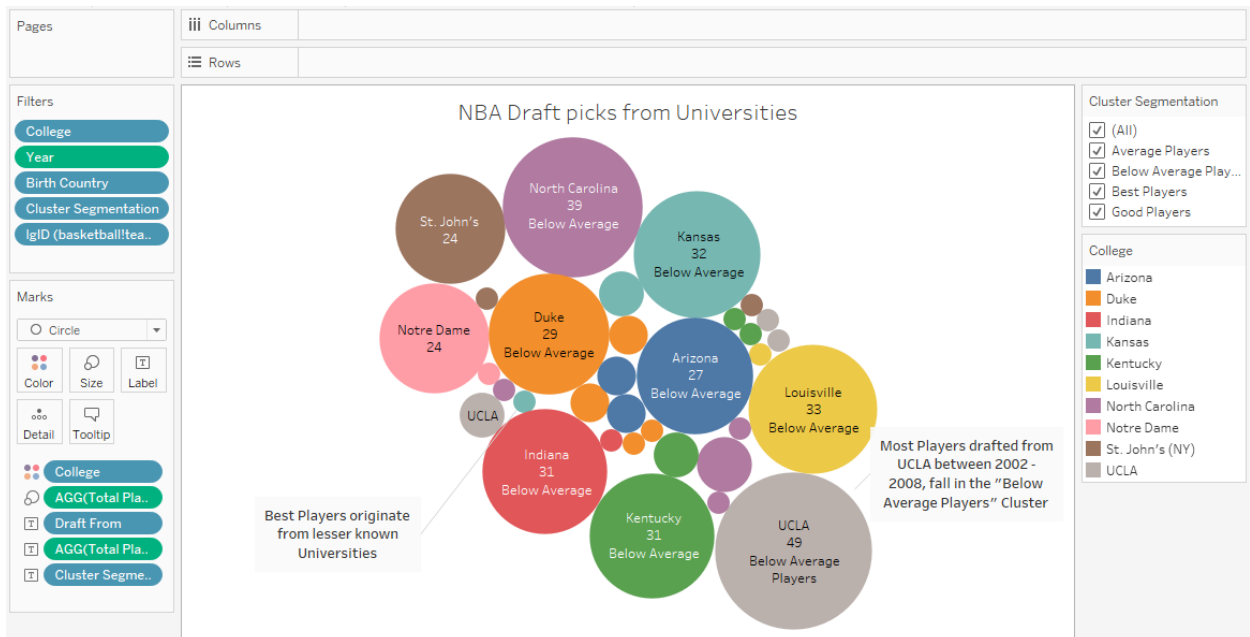 Pages
Columns
Rows
Filters
College
Year
Birth Country
Cluster Segmentation
lgID (basketball!tea..
Marks
Circle
Color
Size
Label
Detail
Tooltip
College
AGG(Total Pla..
Draft From
AGG(Total Pla..
Cluster Segme..
NBA Draft picks from Universities
North Carolina
39
Below Average
St. John's
24
Kansas
32
Below Average
Notre Dame
24
Duke
29
Below Average
Arizona
27
Below Average
Louisville
33
Below Average
UCLA
Indiana
31
Below Average
Kentucky
31
Below Average
UCLA
49
Below Average
Players
Best Players originate
from lesser known
Universities
Most Players drafted from
UCLA between 2002 -
2008, fall in the "Below
Average Players" Cluster
Cluster Segmentation
(All)
Average Players
Below Average Play...
Best Players
Good Players
College
Arizona
Duke
Indiana
Kansas
Kentucky
Louisville
North Carolina
Notre Dame
St. John's (NY)
UCLA